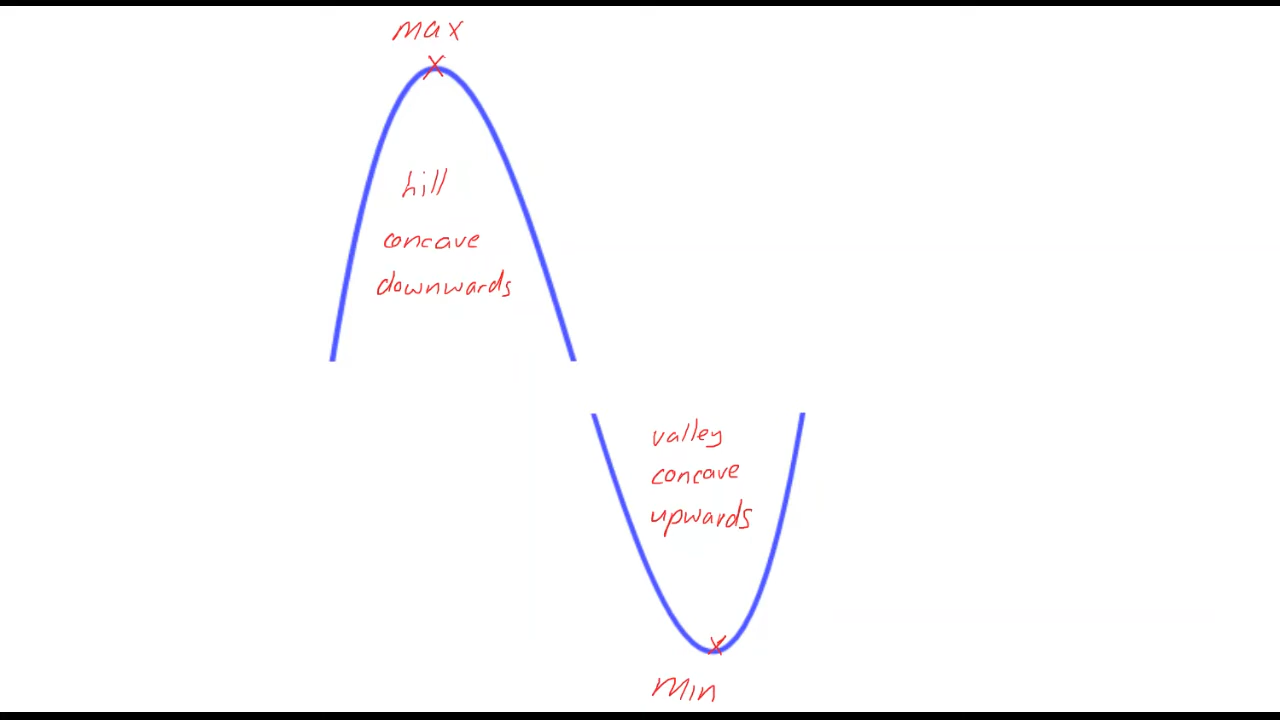 max
hill
concave
downwards
valley
concave
upwards
Min